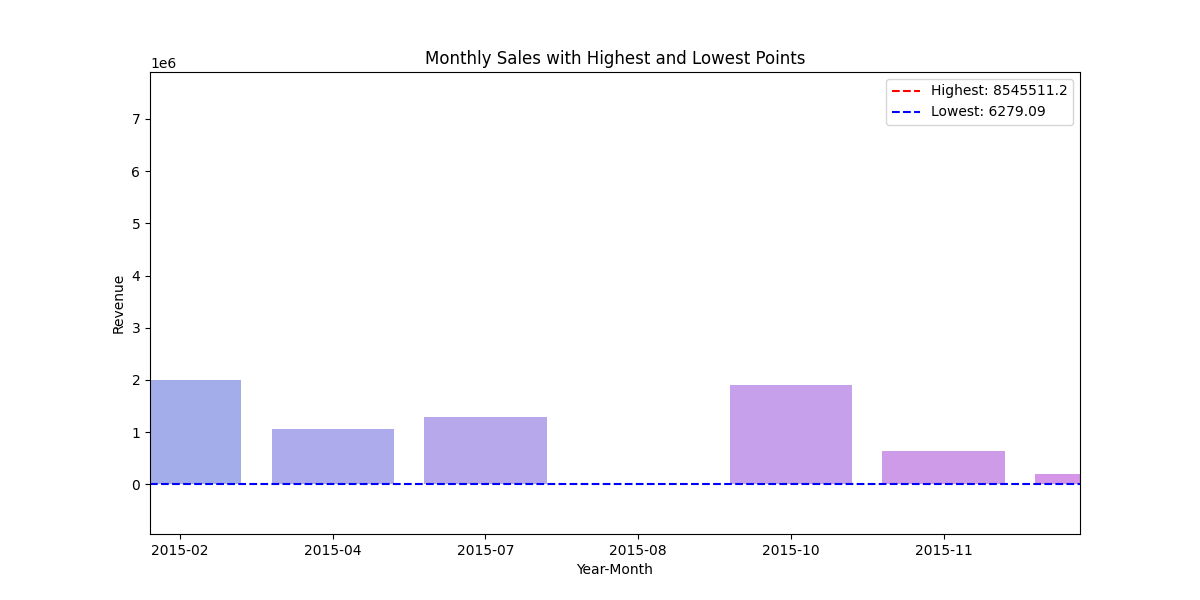 Monthly Sales with Highest and Lowest Points
1e6
Highest: 8545511.2
Lowest: 6279.09
7
6
5
4
3
2
1
0
Revenue
2015-02 2015-04 2015-07 2015-08 2015-10 2015-11
Year-Month